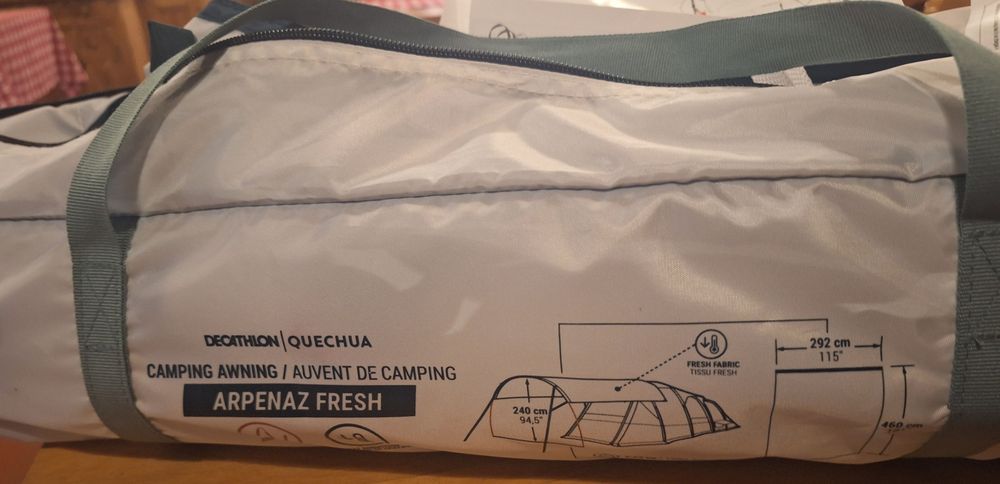 DECATHLON | QUECHUA
CAMPING AWNING / AUVENT DE CAMPING
ARPENAZ FRESH
FRESH FABRIC
TISSU FRESH
240 cm
94,5"
292 cm
115"
460 cm